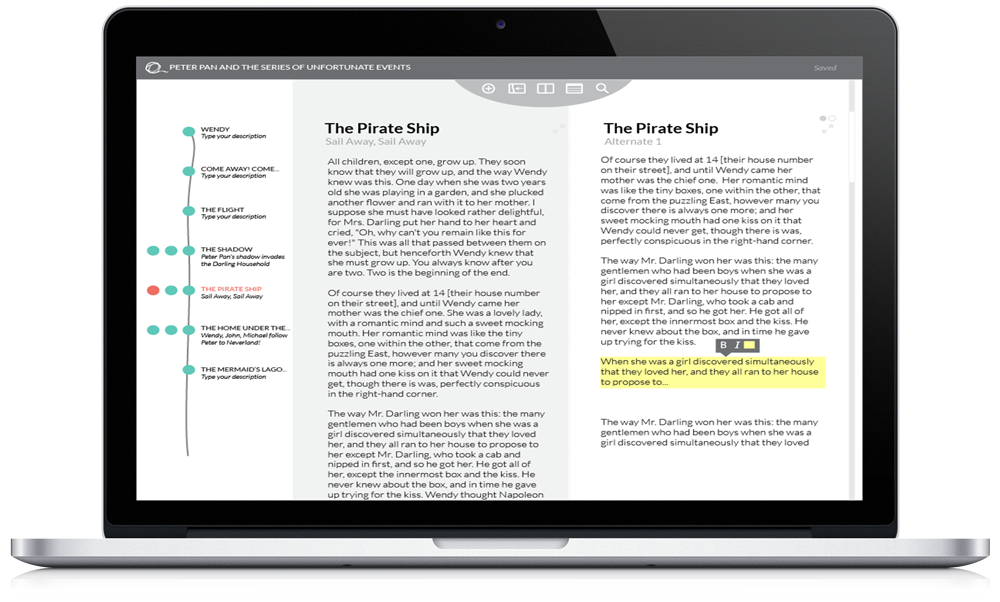 PETER PAN AND THE SERIES OF UNFORTUNATE EVENTS
Saved
WENDY
Type your description
COME AWAY! COME...
Type your description
THE FLIGHT
Type your description
THE SHADOW
Peter Pan's shadow invades
the Darling Household
THE PIRATE SHIP
Sail Away, Sail Away
THE HOME UNDER THE...
Wendy, John, Michael follow
Peter to Neverland!
THE MERMAID'S LAGO...
Type your description
The Pirate Ship
Sail Away, Sail Away
All children, except one, grow up. They soon
know that they will grow up, and the way Wendy
knew was this. One day when she was two years
old she was playing in a garden, and she plucked
another flower and ran with it to her mother. I
suppose she must have looked rather delightful,
for Mrs. Darling put her hand to her heart and
cried, "Oh, why can't you remain like this for
ever!" This was all that passed between them on
the subject, but henceforth Wendy knew that
she must grow up. You always know after you
are two. Two is the beginning of the end.
Of course they lived at 14 [their house number
on their street], and until Wendy came her
mother was the chief one. She was a lovely lady,
with a romantic mind and such a sweet mocking
mouth. Her romantic mind was like the tiny
boxes, one within the other, that come from the
puzzling East, however many you discover there
is always one more; and her sweet mocking
mouth had one kiss on it that Wendy could never
get, though there is was, perfectly conspicuous
in the right-hand corner.
The way Mr. Darling won her was this: the many
gentlemen who had been boys when she was a
girl discovered simultaneously that they loved
her, and they all ran to her house to propose to
her except Mr. Darling, who took a cab and
nipped in first, and so he got her. He got all of
her, except the innermost box and the kiss. He
never knew about the box, and in time he gave
up trying for the kiss. Wendy thought Napoleon
The Pirate Ship
Alternate 1
Of course they lived at 14 [their house number
on their street], and until Wendy came her
mother was the chief one. Her romantic mind
was like the tiny boxes, one within the other, that
come from the puzzling East, however many you
discover there is always one more; and her
sweet mocking mouth had one kiss on it that
Wendy could never get, though there is was,
perfectly conspicuous in the right-hand corner.
The way Mr. Darling won her was this: the many
gentlemen who had been boys when she was a
girl discovered simultaneously that they loved
her, and they all ran to her house to propose to
her except Mr. Darling, who took a cab and
nipped in first, and so he got her. He got all of
her, except the innermost box and the kiss. He
never knew about the box, and in time he gave
up trying for the kiss.
B I
When she was a girl discovered simultaneously
that they loved her, and they all ran to her house
to propose to...
The way Mr. Darling won her was this: the many
gentlemen who had been boys when she was a
girl discovered simultaneously that they loved